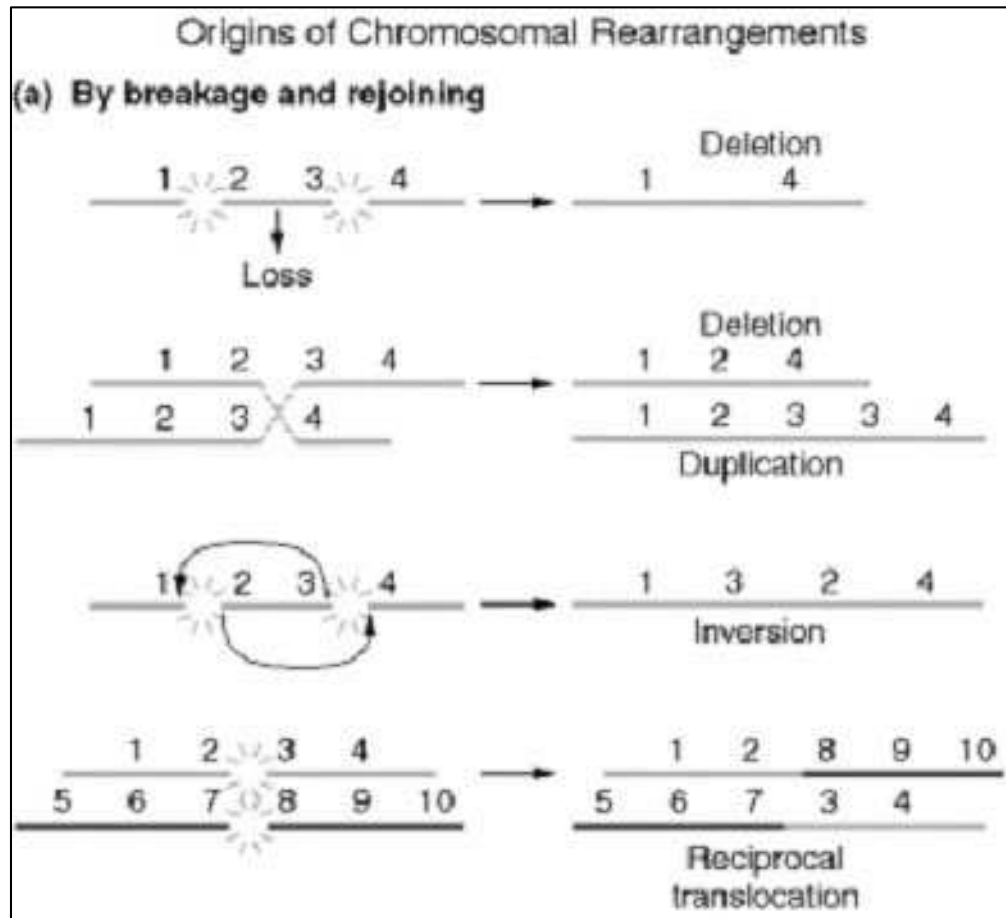 Origins of Chromosomal Rearrangements
(a) By breakage and rejoining
Deletion
1 2 3 4
1 4
Loss
Deletion
1 2 3 4
1 2 4
1 2 3 4
1 2 3 3 4
Duplication
1 2 3 4
1 3 2 4
Inversion
1 2 3 4
1 2 8 9 10
5 6 7 8 9 10
5 6 7 3 4
Reciprocal
translocation